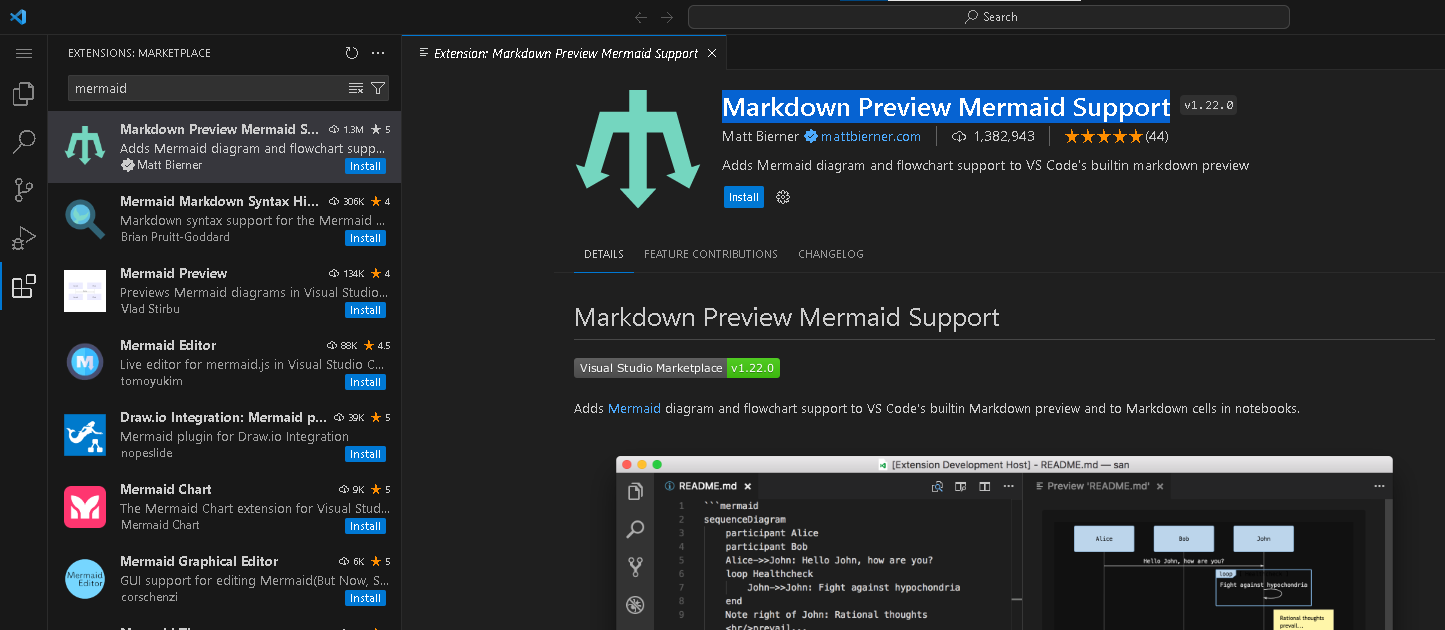 Search
EXTENSIONS: MARKETPLACE
mermaid
Markdown Preview Mermaid S... 1.3M ★ 5
Adds Mermaid diagram and flowchart supp...
Matt Bierner Install
Mermaid Markdown Syntax Hi... 306K ★ 4
Markdown syntax support for the Mermaid ...
Brian Pruitt-Goddard Install
Mermaid Preview 134K ★ 4
Previews Mermaid diagrams in Visual Studio...
Vlad Stirbu Install
Mermaid Editor 88K ★ 4.5
Live editor for mermaid.js in Visual Studio C...
tomoyukim Install
Draw.io Integration: Mermaid p... 39K ★ 5
Mermaid plugin for Draw.io Integration
nopeslide Install
Mermaid Chart 9K ★ 5
The Mermaid Chart extension for Visual Stud...
Mermaid Chart Install
Mermaid Editor
Mermaid Graphical Editor 6K ★ 5
GUI support for editing Mermaid(But Now, S...
corschenzi Install
Extension: Markdown Preview Mermaid Support
Markdown Preview Mermaid Support v1.22.0
Matt Bierner mattbierner.com 1,382,943 ★★★★★(44)
Adds Mermaid diagram and flowchart support to VS Code's builtin markdown preview
Install
DETAILS FEATURE CONTRIBUTIONS CHANGELOG
Markdown Preview Mermaid Support
Visual Studio Marketplace v1.22.0
Adds Mermaid diagram and flowchart support to VS Code's builtin Markdown preview and to Markdown cells in notebooks.
[Extension Development Host] - README.md — san
README.md
1 ```mermaid
2 sequenceDiagram
3 participant Alice
4 participant Bob
5 Alice->>John: Hello John, how are you?
6 loop Healthcheck
7 John->>John: Fight against hypochondria
8 end
9 Note right of John: Rational thoughts
<br/>prevail...
Preview 'README.md'
Alice Bob John
Hello John, how are you?
loop
Fight against hypochondria
Rational thoughts
prevail...